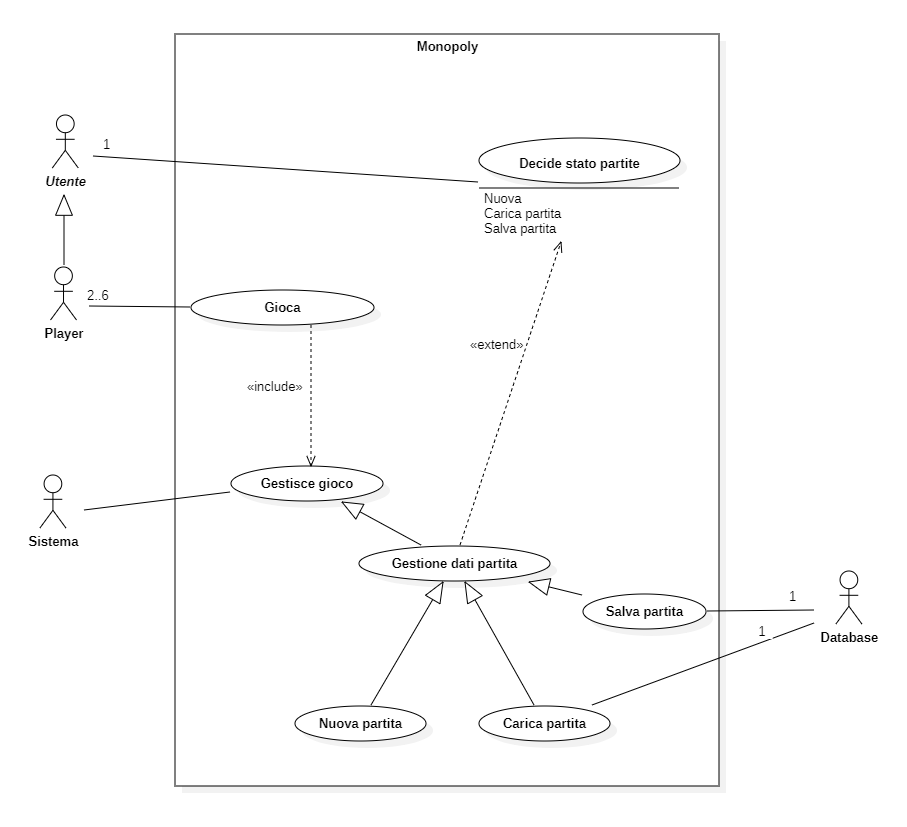 Monopoly
1
Utente
Decide stato partite
Nuova
Carica partita
Salva partita
2..6
Player
Gioca
«extend»
«include»
Gestisce gioco
Sistema
Gestione dati partita
Salva partita
1
1
Database
Nuova partita
Carica partita